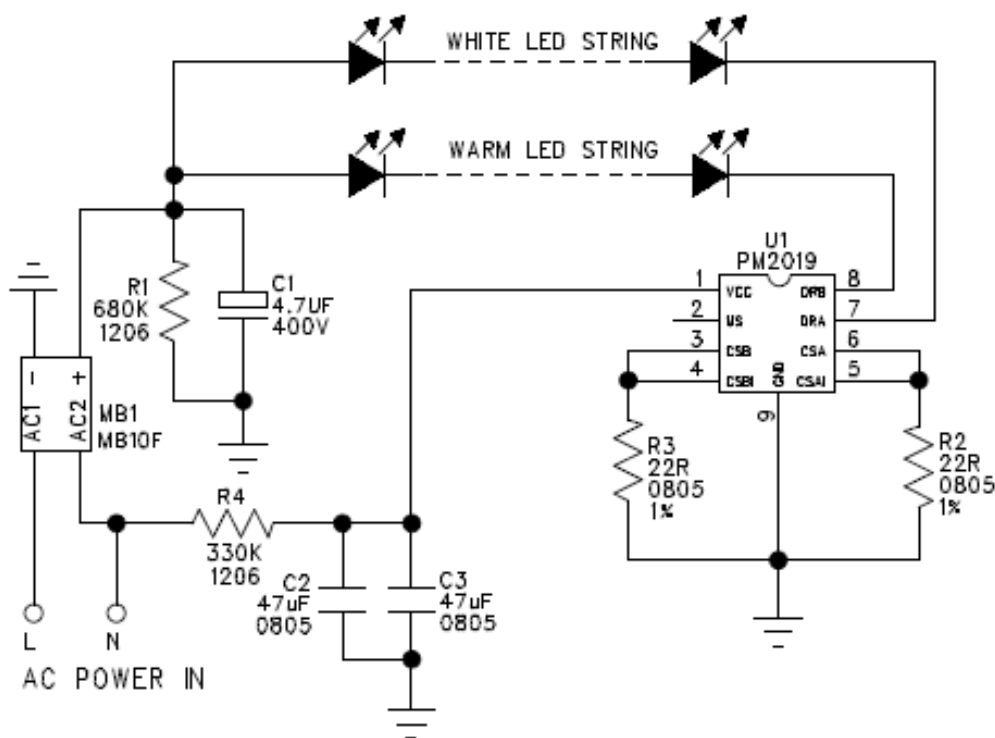 WHITE LED STRING
WARM LED STRING
U1
PM2019
1
VCC
DRB
8
2
MS
DRA
7
3
CSB
CSA
6
4
CSBI
GND
CSAI
5
9
R1
680K
1206
C1
4.7UF
400V
-
+
AC1
AC2
MB1
MB10F
R3
22R
0805
1%
R2
22R
0805
1%
R4
330K
1206
C2
47uF
0805
C3
47uF
0805
L
N
AC POWER IN